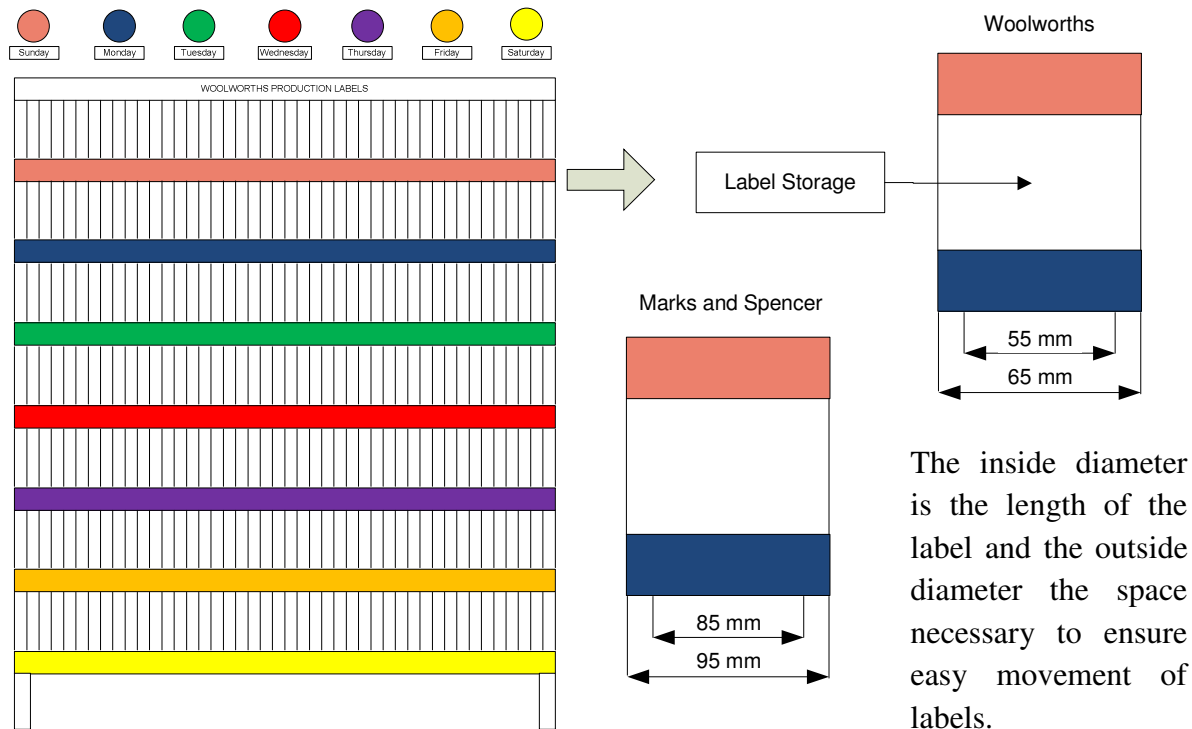 Sunday
Monday
Tuesday
Wednesday
Thursday
Friday
Saturday
WOOLWORTHS PRODUCTION LABELS
Label Storage
Woolworths
55 mm
65 mm
Marks and Spencer
85 mm
95 mm
The inside diameter
is the length of the
label and the outside
diameter the space
necessary to ensure
easy movement of
labels.